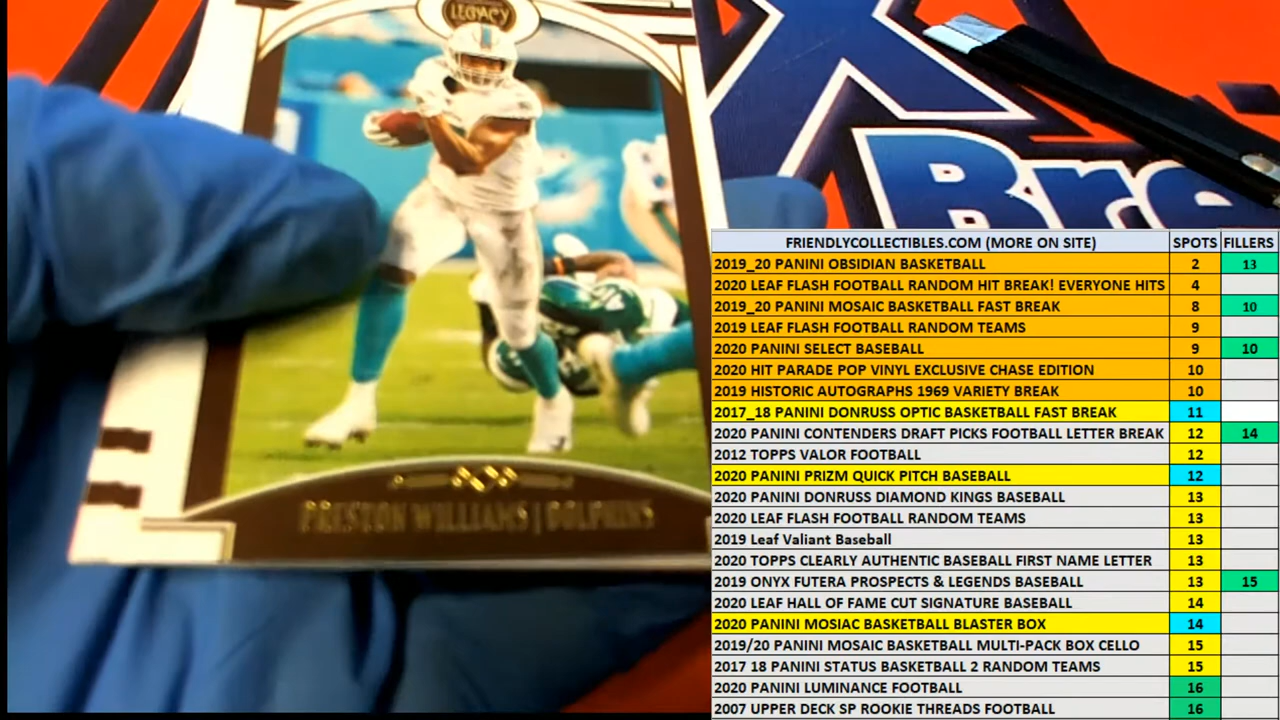 LEGACY
PRESTON WILLIAMS | DOLPHINS
X
Bre
FRIENDLYCOLLECTIBLES.COM (MORE ON SITE) SPOTS FILLERS
2019_20 PANINI OBSIDIAN BASKETBALL 2 13
2020 LEAF FLASH FOOTBALL RANDOM HIT BREAK! EVERYONE HITS 4
2019_20 PANINI MOSAIC BASKETBALL FAST BREAK 8 10
2019 LEAF FLASH FOOTBALL RANDOM TEAMS 9
2020 PANINI SELECT BASEBALL 9 10
2020 HIT PARADE POP VINYL EXCLUSIVE CHASE EDITION 10
2019 HISTORIC AUTOGRAPHS 1969 VARIETY BREAK 10
2017_18 PANINI DONRUSS OPTIC BASKETBALL FAST BREAK 11
2020 PANINI CONTENDERS DRAFT PICKS FOOTBALL LETTER BREAK 12 14
2012 TOPPS VALOR FOOTBALL 12
2020 PANINI PRIZM QUICK PITCH BASEBALL 12
2020 PANINI DONRUSS DIAMOND KINGS BASEBALL 13
2020 LEAF FLASH FOOTBALL RANDOM TEAMS 13
2019 Leaf Valiant Baseball 13
2020 TOPPS CLEARLY AUTHENTIC BASEBALL FIRST NAME LETTER 13
2019 ONYX FUTERA PROSPECTS & LEGENDS BASEBALL 13 15
2020 LEAF HALL OF FAME CUT SIGNATURE BASEBALL 14
2020 PANINI MOSIAC BASKETBALL BLASTER BOX 14
2019/20 PANINI MOSAIC BASKETBALL MULTI-PACK BOX CELLO 15
2017 18 PANINI STATUS BASKETBALL 2 RANDOM TEAMS 15
2020 PANINI LUMINANCE FOOTBALL 16
2007 UPPER DECK SP ROOKIE THREADS FOOTBALL 16